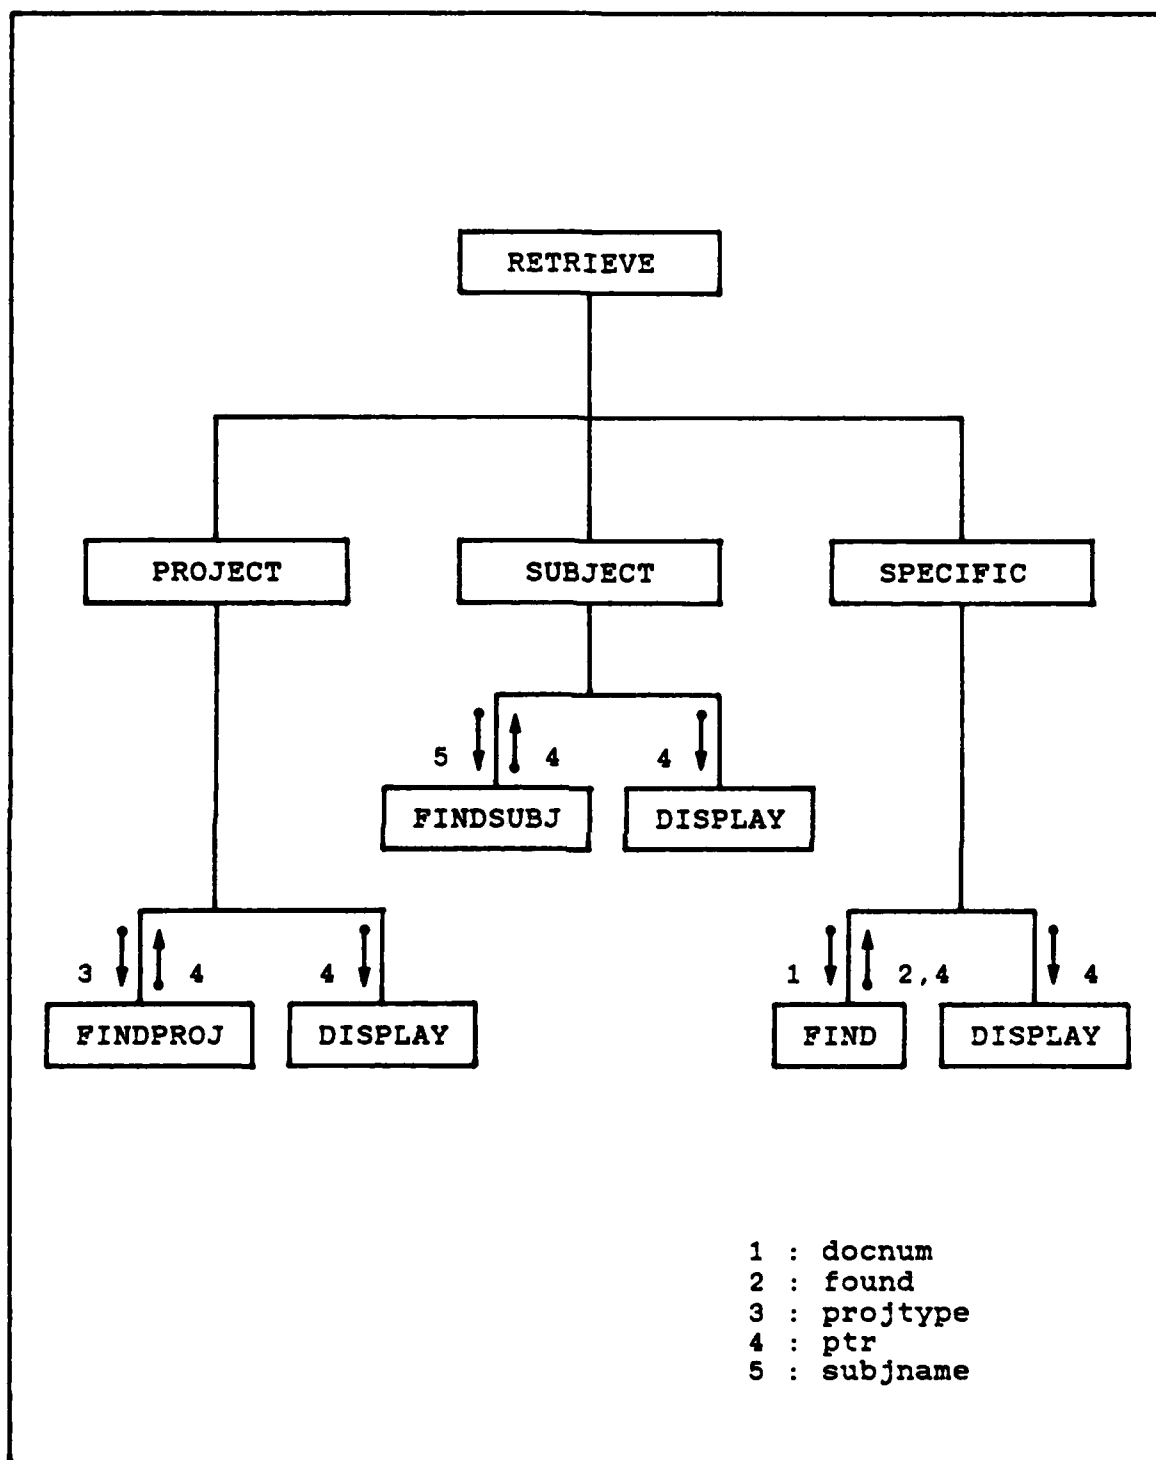 RETRIEVE
PROJECT SUBJECT SPECIFIC
5 4 4
FINDSUBJ DISPLAY
3 4 4 1 2,4 4
FINDPROJ DISPLAY FIND DISPLAY
1 : docnum
2 : found
3 : projtype
4 : ptr
5 : subjname